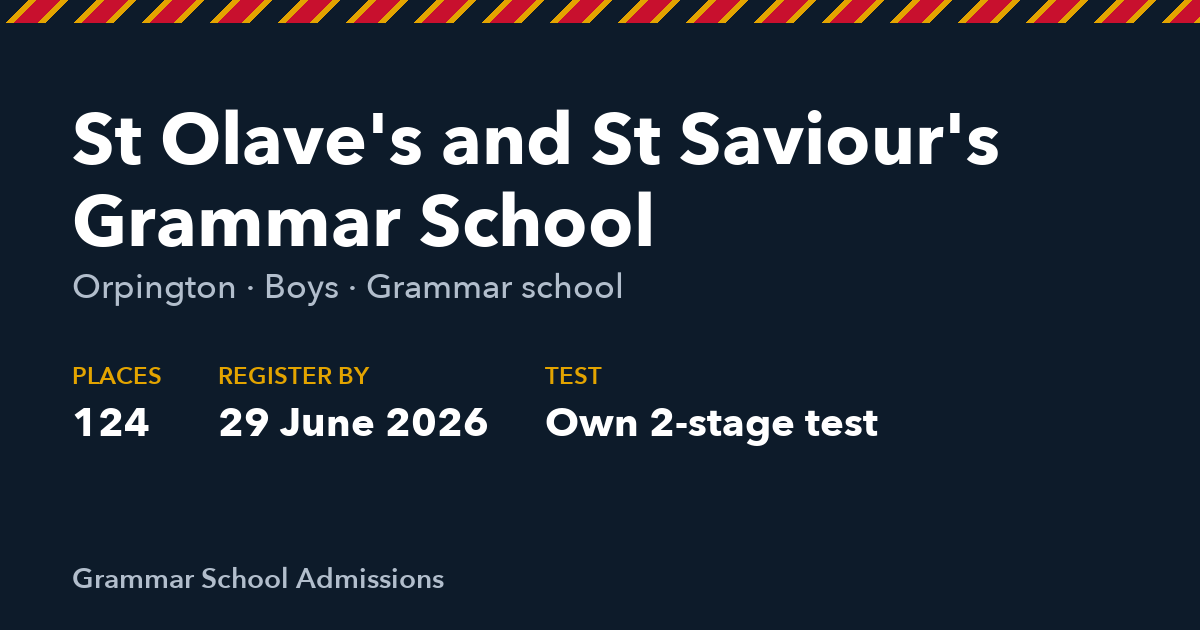 St Olave's and St Saviour's
Grammar School
Orpington · Boys · Grammar school
PLACES REGISTER BY TEST
124 29 June 2026 Own 2-stage test
Grammar School Admissions